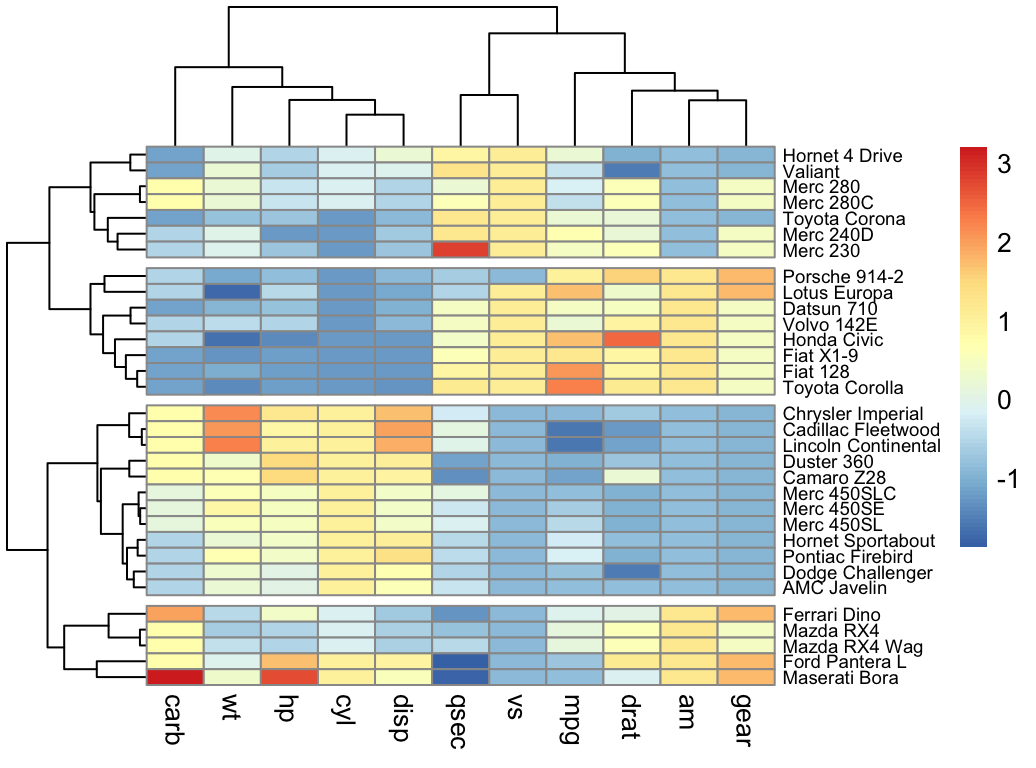 Hornet 4 Drive
Valiant
Merc 280
Merc 280C
Toyota Corona
Merc 240D
Merc 230
Porsche 914-2
Lotus Europa
Datsun 710
Volvo 142E
Honda Civic
Fiat X1-9
Fiat 128
Toyota Corolla
Chrysler Imperial
Cadillac Fleetwood
Lincoln Continental
Duster 360
Camaro Z28
Merc 450SLC
Merc 450SE
Merc 450SL
Hornet Sportabout
Pontiac Firebird
Dodge Challenger
AMC Javelin
Ferrari Dino
Mazda RX4
Mazda RX4 Wag
Ford Pantera L
Maserati Bora
carb wt hp cyl disp qsec vs mpg drat am gear
3
2
1
0
-1